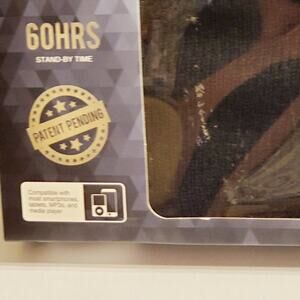 60HRS
STAND-BY TIME
PATENT PENDING
Compatible with
most smartphones,
tablets, MP3s, and
media player